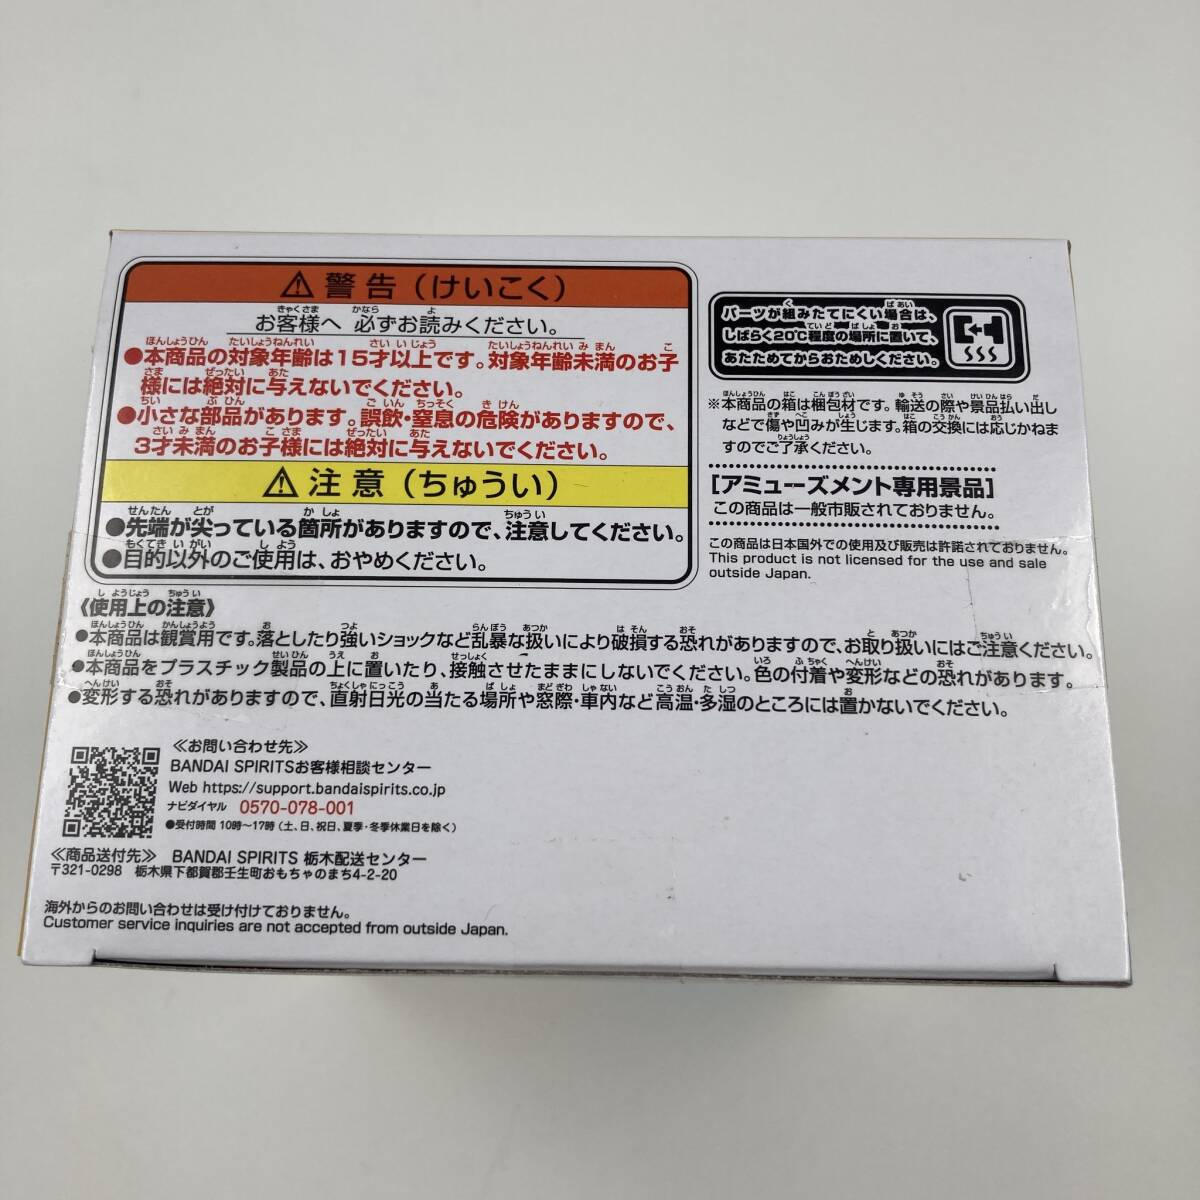 ⚠ 警告（けいこく）
お客様へ 必ずお読みください。
●本商品の対象年齢は15才以上です。対象年齢未満のお子
様には絶対に与えないでください。
●小さな部品があります。誤飲・窒息の危険がありますので、
3才未満のお子様には絶対に与えないでください。
⚠ 注意（ちゅうい）
●先端が尖っている箇所がありますので、注意してください。
●目的以外のご使用は、おやめください。
パーツが組みたてにくい場合は、
しばらく20℃程度の場所に置いて、
あたためてからおためしください。
※本商品の箱は梱包材です。輸送の際や景品払い出し
などで傷や凹みが生じます。箱の交換には応じかねま
すのでご了承ください。
[アミューズメント専用景品]
この商品は一般市販されておりません。
この商品は日本国外での使用及び販売は許諾されておりません。
This product is not licensed for the use and sale
outside Japan.
《使用上の注意》
●本商品は観賞用です。落としたり強いショックなど乱暴な扱いにより破損する恐れがありますので、お取り扱いにはご注意ください。
●本商品をプラスチック製品の上に置いたり、接触させたままにしないでください。色の付着や変形などの恐れがあります。
●変形する恐れがありますので、直射日光の当たる場所や窓際・車内など高温・多湿のところには置かないでください。
≪お問い合わせ先≫
BANDAI SPIRITSお客様相談センター
Web https://support.bandaispirits.co.jp
ナビダイヤル 0570-078-001
●受付時間 10時～17時（土、日、祝日、夏季・冬季休業日を除く）
≪商品送付先≫ BANDAI SPIRITS 栃木配送センター
〒321-0298 栃木県下都賀郡壬生町おもちゃのまち4-2-20
海外からのお問い合わせは受け付けておりません。
Customer service inquiries are not accepted from outside Japan.